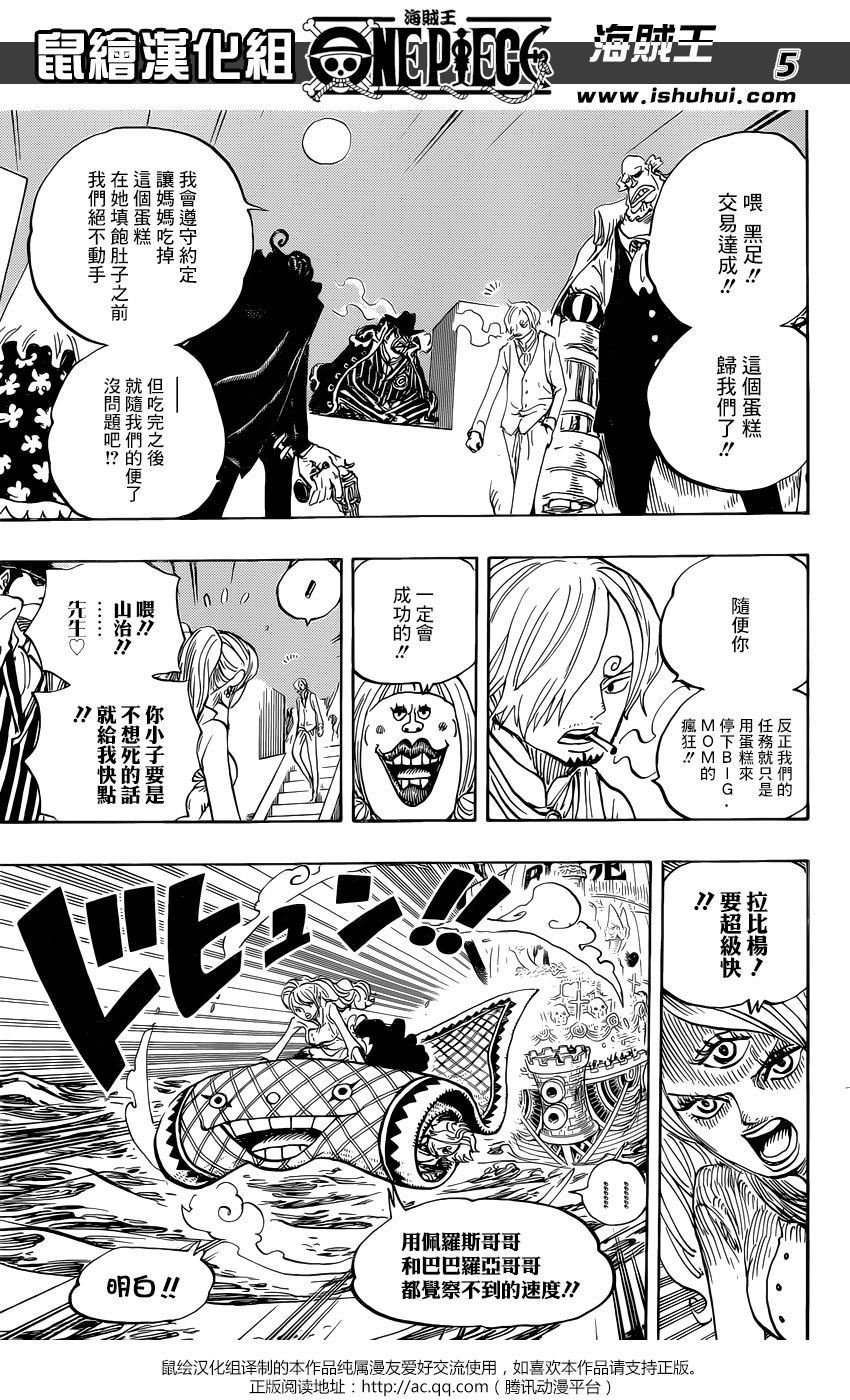 鼠繪漢化組
海賊王
ONE PIECE
海賊王
5
www.ishuhui.com
喂 黑足!!
交易達成!!
這個蛋糕
歸我們了!!
我會遵守約定
讓媽媽吃掉
這個蛋糕
在她填飽肚子之前
我們絕不動手
——
但吃完之後
就隨我們的便了
沒問題吧!?
隨便你
反正我們的
任務就只是
用蛋糕來
停下BIG·
MOM的
瘋狂!!
一定會
成功的!!
!
喂!!
山治!!
……
先生♡
你小子要是
不想死的話
就給我快點
!!
拉比楊!
要超級快
!!
ドヒュン!!
………
用佩羅斯哥哥
和巴巴羅亞哥哥
都覺察不到的速度!!
明白!!
鼠绘汉化组译制的本作品纯属漫友爱好交流使用，如喜欢本作品请支持正版。
正版阅读地址：http://ac.qq.com（腾讯动漫平台）